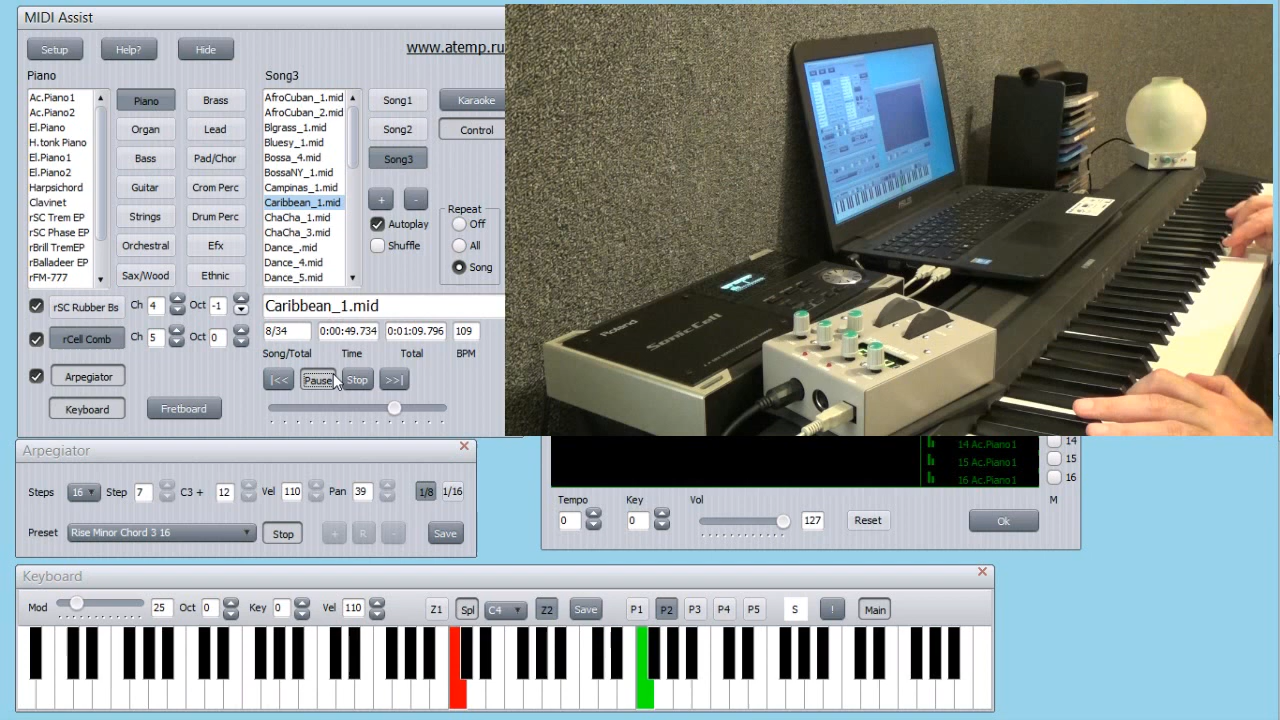 MIDI Assist
Setup
Help?
Hide
www.atemp.ru
Piano
Ac.Piano1
Ac.Piano2
El.Piano
H.tonk Piano
El.Piano1
El.Piano2
Harpsichord
Clavinet
rSC Trem EP
rSC Phase EP
rBrill TremEP
rBalladeer EP
rFM-777
Piano
Organ
Bass
Guitar
Strings
Orchestral
Sax/Wood
Brass
Lead
Pad/Chor
Crom Perc
Drum Perc
Efx
Ethnic
Song3
AfroCuban_1.mid
AfroCuban_2.mid
Blgrass_1.mid
Bluesy_1.mid
Bossa_4.mid
BossaNY_1.mid
Campinas_1.mid
Caribbean_1.mid
ChaCha_1.mid
ChaCha_3.mid
Dance_.mid
Dance_4.mid
Dance_5.mid
Song1
Song2
Song3
+ -
Autoplay
Shuffle
Karaoke
Control
Repeat
Off
All
Song
rSC Rubber Bs Ch 4 Oct -1
rCell Comb Ch 5 Oct 0
Arpegiator
Keyboard
Fretboard
Caribbean_1.mid
8/34 0:00:49.734 0:01:09.796 109
Song/Total Time Total BPM
|<< Pause Stop >>|
Roland
SonicCell
ASUS
Arpegiator
Steps 16 Step 7 C3 + 12 Vel 110 Pan 39 1/8 1/16
Preset Rise Minor Chord 3 16 Stop + R - Save
14 Ac.Piano1 14
15 Ac.Piano1 15
16 Ac.Piano1 16
Tempo Key Vol M
0 0 127 Reset Ok
Keyboard
Mod 25 Oct 0 Key 0 Vel 110 Z1 Spl C4 Z2 Save P1 P2 P3 P4 P5 S ! Main